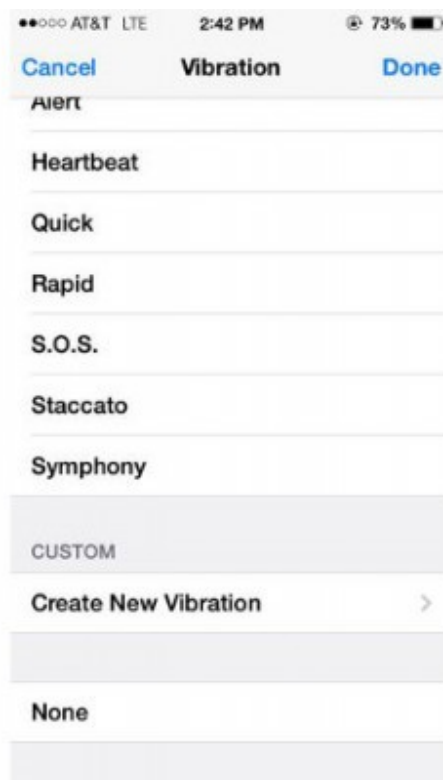 AT&T LTE 2:42 PM 73%
Cancel Vibration Done
Alert
Heartbeat
Quick
Rapid
S.O.S.
Staccato
Symphony
CUSTOM
Create New Vibration
None